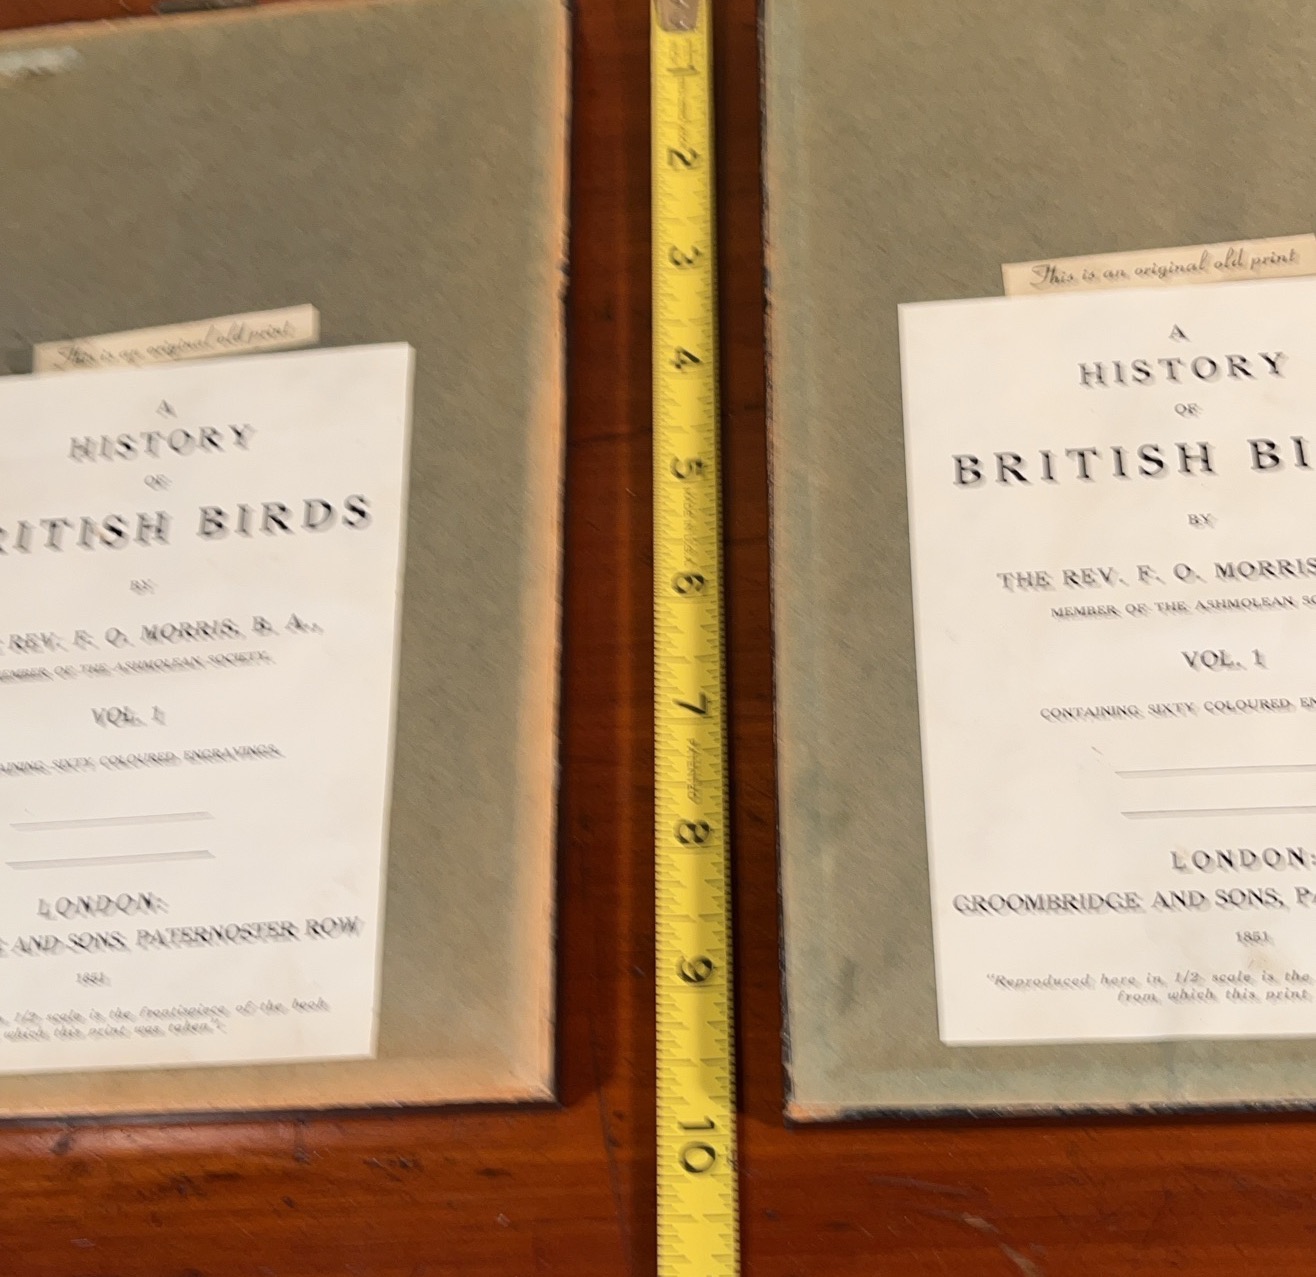 This is an original old print
A
HISTORY
OF
BRITISH BIRDS
BY
REV. F. O. MORRIS, B. A.,
MEMBER OF THE ASHMOLEAN SOCIETY.
VOL. 1
SIXTY COLOURED ENGRAVINGS.
LONDON:
AND SONS, PATERNOSTER ROW
1851
1/2 scale is the frontispiece of the book
which this print was taken."
1
2
3
4
5
6
7
8
9
10
This is an original old print
A
HISTORY
OF
BRITISH BI
BY
THE REV. F. O. MORRIS
MEMBER OF THE ASHMOLEAN SO
VOL. 1
CONTAINING SIXTY COLOURED EN
LONDON:
GROOMBRIDGE AND SONS, PA
1851
"Reproduced here in 1/2 scale is the
from which this print